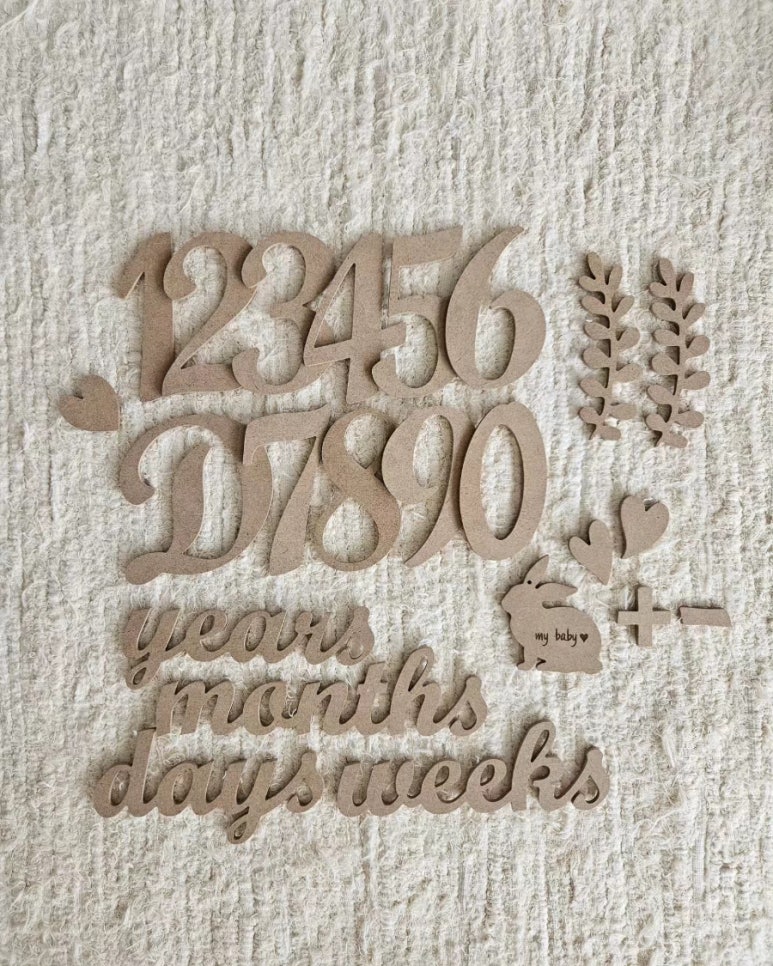 123456
D7890
my baby ♥
+ -
years
months
days weeks